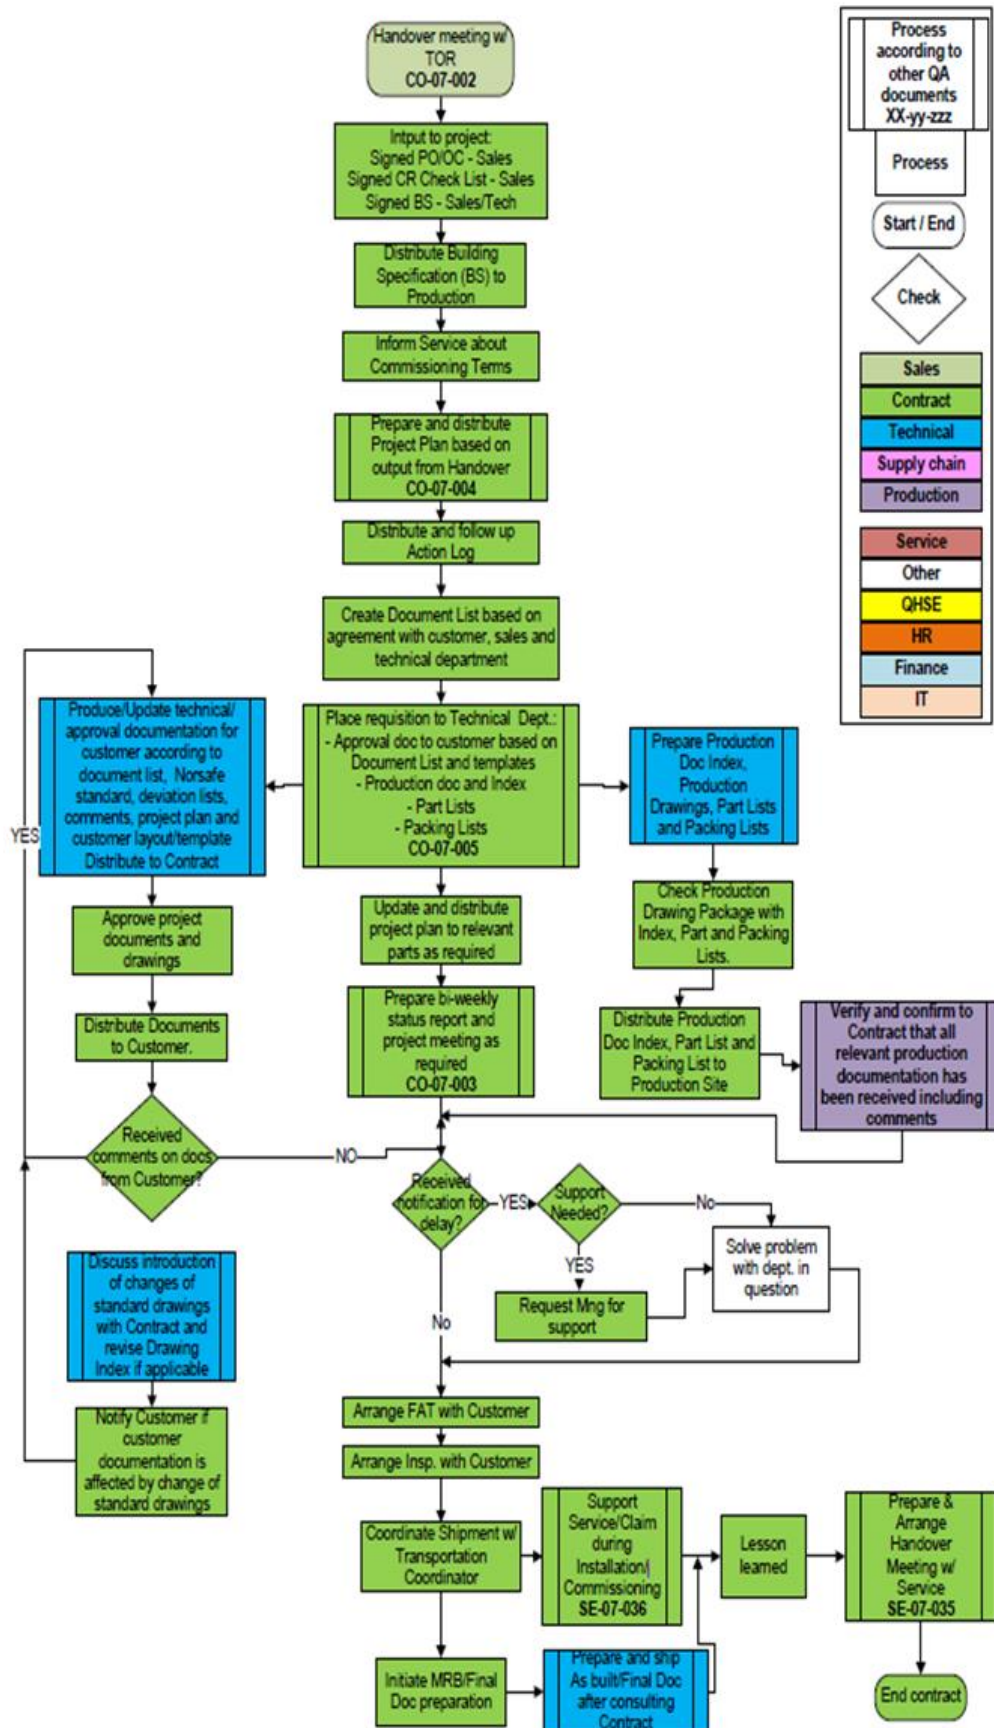 Handover meeting w/
TOR
CO-07-002
Intput to project:
Signed PO/OC - Sales
Signed CR Check List - Sales
Signed BS - Sales/Tech
Distribute Building
Specification (BS) to
Production
Inform Service about
Commissioning Terms
Prepare and distribute
Project Plan based on
output from Handover
CO-07-004
Distribute and follow up
Action Log
Create Document List based on
agreement with customer, sales and
technical department
Place requisition to Technical Dept.:
- Approval doc to customer based on
Document List and templates
- Production doc and Index
- Part Lists
- Packing Lists
CO-07-005
Produce/Update technical/
approval documentation for
customer according to
document list, Norsafe
standard, deviation lists,
comments, project plan and
customer layout/template
Distribute to Contract
YES
Approve project
documents and
drawings
Distribute Documents
to Customer.
Received
comments on docs
from Customer?
NO
Discuss introduction
of changes of
standard drawings
with Contract and
revise Drawing
Index if applicable
Notify Customer if
customer
documentation is
affected by change of
standard drawings
Prepare Production
Doc Index,
Production
Drawings, Part Lists
and Packing Lists
Check Production
Drawing Package with
Index, Part and Packing
Lists.
Distribute Production
Doc Index, Part List and
Packing List to
Production Site
Verify and confirm to
Contract that all
relevant production
documentation has
been received including
comments
Update and distribute
project plan to relevant
parts as required
Prepare bi-weekly
status report and
project meeting as
required
CO-07-003
Received
notification for
delay?
YES
Support
Needed?
No
YES
Request Mng for
support
Solve problem
with dept. in
question
No
Arrange FAT with Customer
Arrange Insp. with Customer
Coordinate Shipment w/
Transportation
Coordinator
Support
Service/Claim
during
Installation/
Commissioning
SE-07-036
Lesson
learned
Prepare &
Arrange
Handover
Meeting w/
Service
SE-07-035
Initiate MRB/Final
Doc preparation
Prepare and ship
As built/Final Doc
after consulting
Contract
End contract
Process
according to
other QA
documents
XX-yy-zzz
Process
Start / End
Check
Sales
Contract
Technical
Supply chain
Production
Service
Other
QHSE
HR
Finance
IT